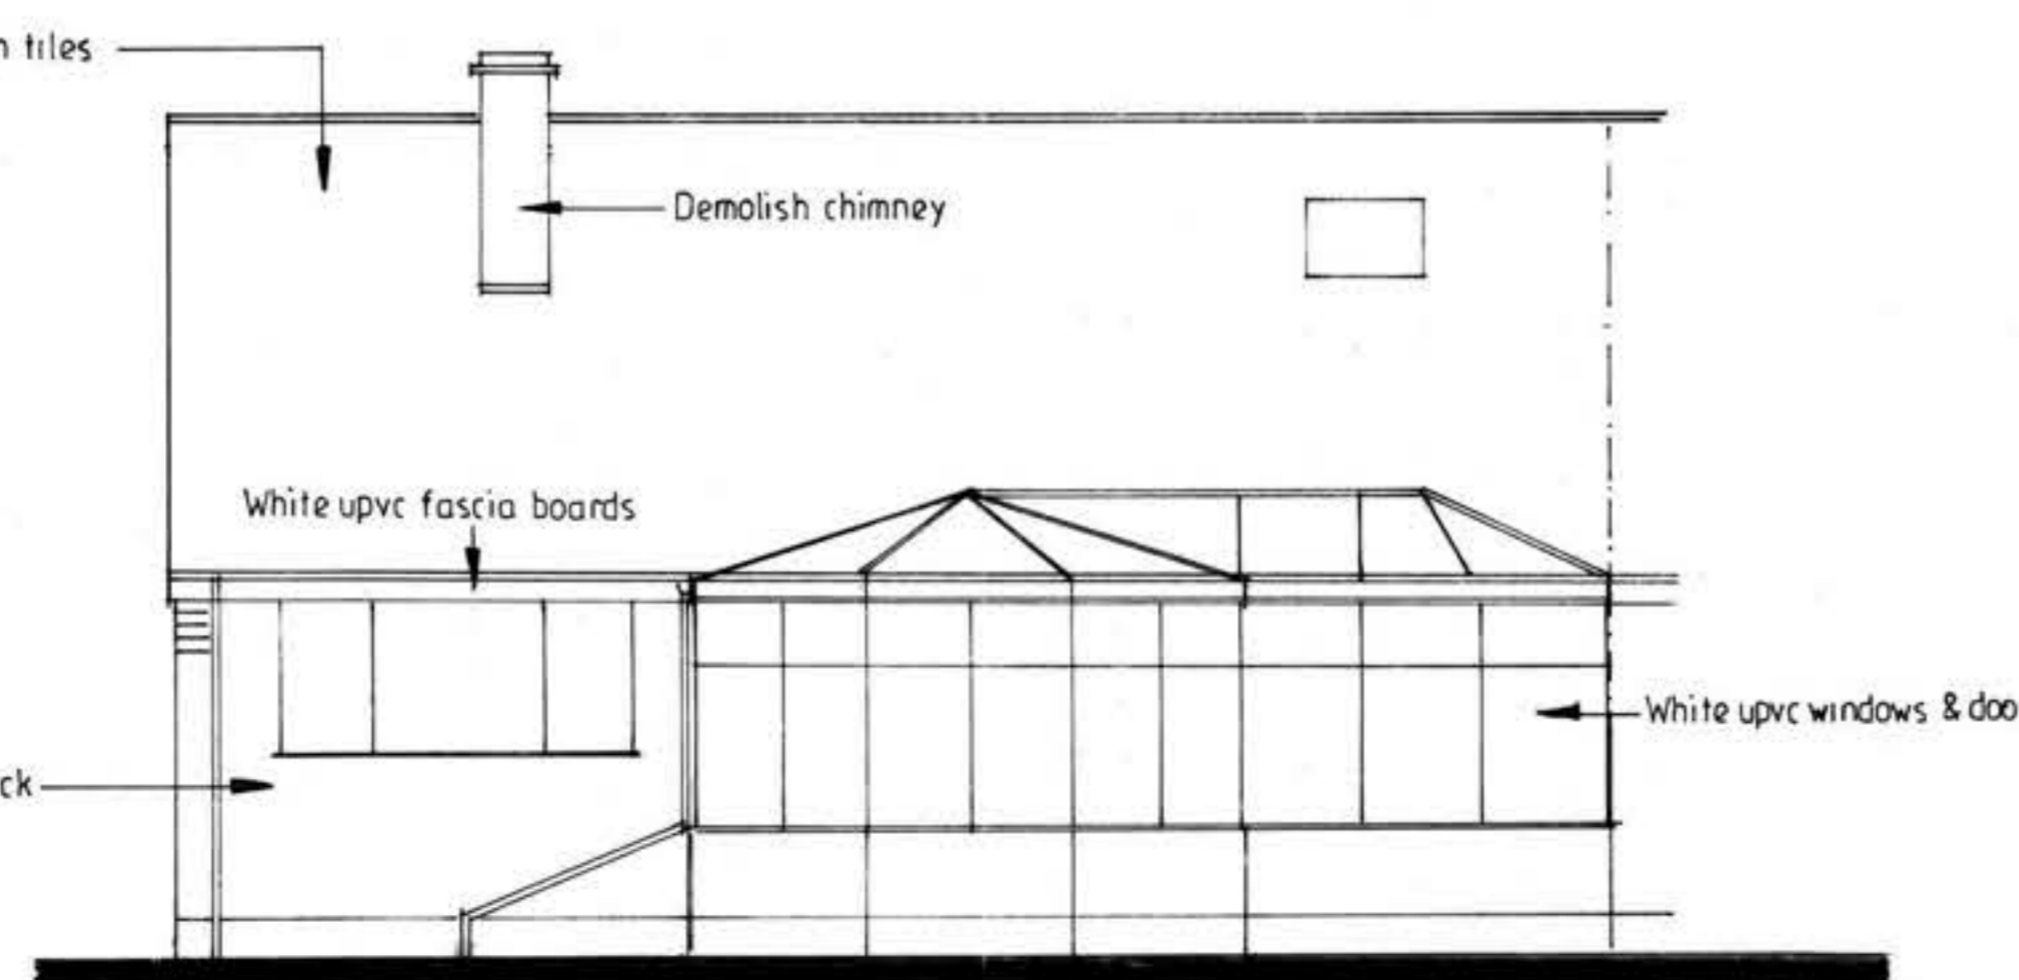 tiles
Demolish chimney
White upvc fascia boards
White upvc windows & doo
ck